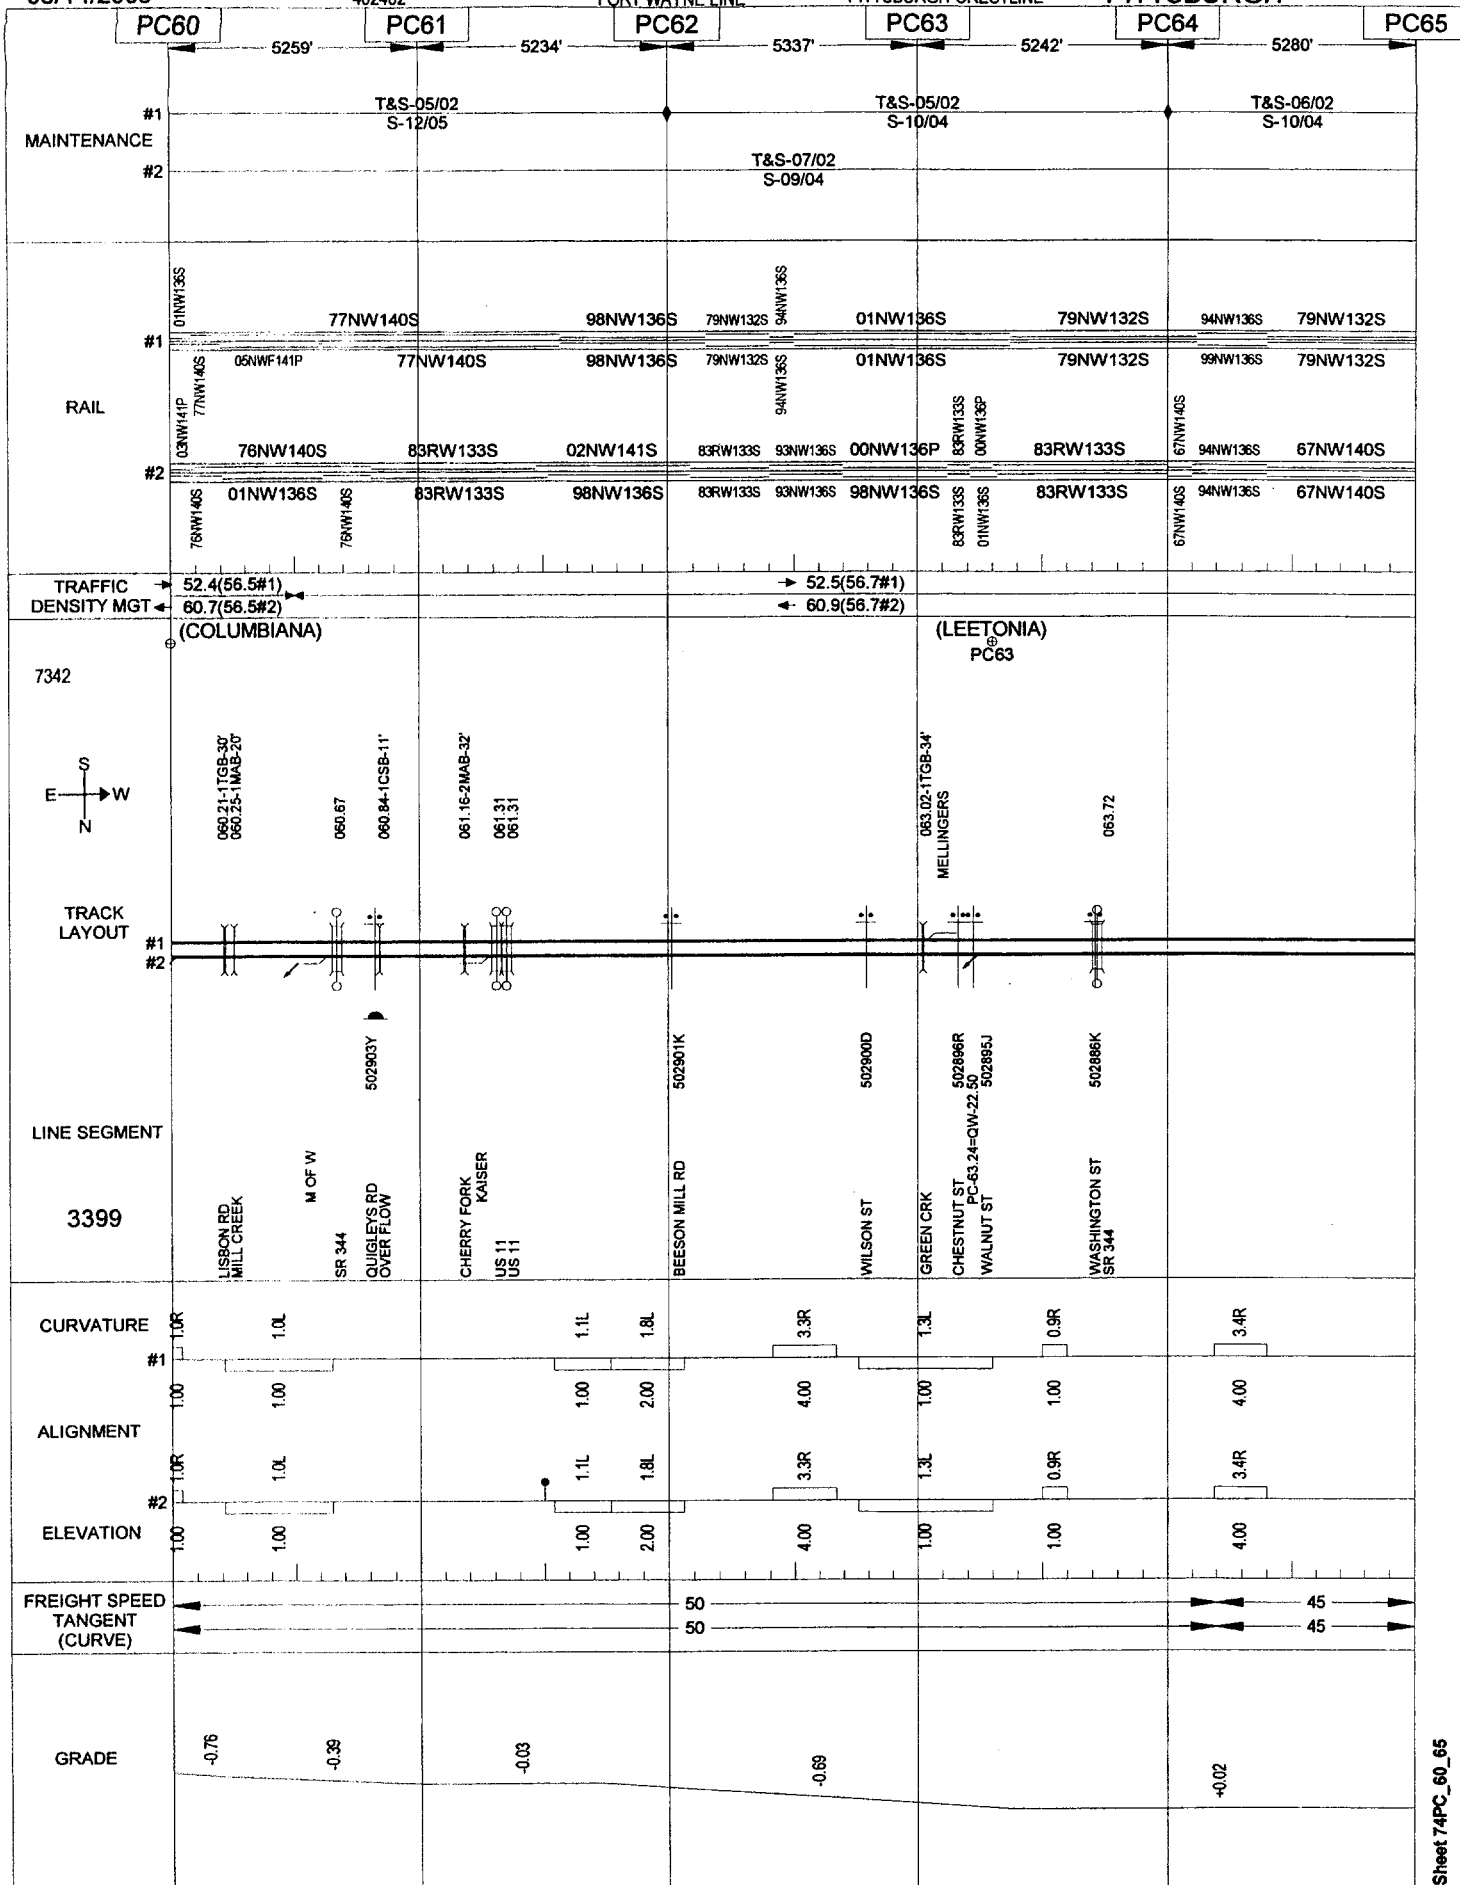 PC60
PC61
PC62
PC63
PC64
PC65
5259'
5234'
5337'
5242'
5280'
MAINTENANCE
#1
T&S-05/02
S-12/05
T&S-05/02
S-10/04
T&S-06/02
S-10/04
#2
T&S-07/02
S-09/04
RAIL
#1
01NW136S
77NW140S
98NW136S
79NW132S
94NW136S
01NW136S
79NW132S
94NW136S
79NW132S
77NW140S
05NWF141P
77NW140S
98NW136S
79NW132S
94NW136S
01NW136S
79NW132S
99NW136S
79NW132S
#2
03NW141P
76NW140S
83RW133S
02NW141S
83RW133S
93NW136S
00NW136P
83RW133S
00NW136P
83RW133S
67NW140S
94NW136S
67NW140S
76NW140S
01NW136S
76NW140S
83RW133S
98NW136S
83RW133S
93NW136S
98NW136S
83RW133S
01NW136S
83RW133S
67NW140S
94NW136S
67NW140S
TRAFFIC
DENSITY MGT
52.4(56.5#1)
60.7(56.5#2)
52.5(56.7#1)
60.9(56.7#2)
(COLUMBIANA)
(LEETONIA)
PC63
7342
S
E
W
N
060.21-1TGB-30'
060.25-1MAB-20'
060.67
060.84-1CSB-11'
061.16-2MAB-32'
061.31
061.31
063.02-1TGB-34'
MELLINGERS
063.72
TRACK
LAYOUT
#1
#2
502903Y
502901K
502900D
502896R
PC-63.24=QW-22.50
502895J
502886K
LINE SEGMENT
3399
LISBON RD
MILL CREEK
M OF W
SR 344
QUIGLEYS RD
OVER FLOW
CHERRY FORK
KAISER
US 11
US 11
BEESON MILL RD
WILSON ST
GREEN CRK
CHESTNUT ST
WALNUT ST
WASHINGTON ST
SR 344
CURVATURE
#1
1.0R
1.0L
1.1L
1.8L
3.3R
1.3L
0.9R
3.4R
1.00
1.00
1.00
2.00
4.00
1.00
1.00
4.00
ALIGNMENT
#2
1.0R
1.0L
1.1L
1.8L
3.3R
1.3L
0.9R
3.4R
ELEVATION
1.00
1.00
1.00
2.00
4.00
1.00
1.00
4.00
FREIGHT SPEED
TANGENT
(CURVE)
50
45
50
45
GRADE
-0.76
-0.39
-0.03
-0.69
+0.02
Sheet 74PC_60_65